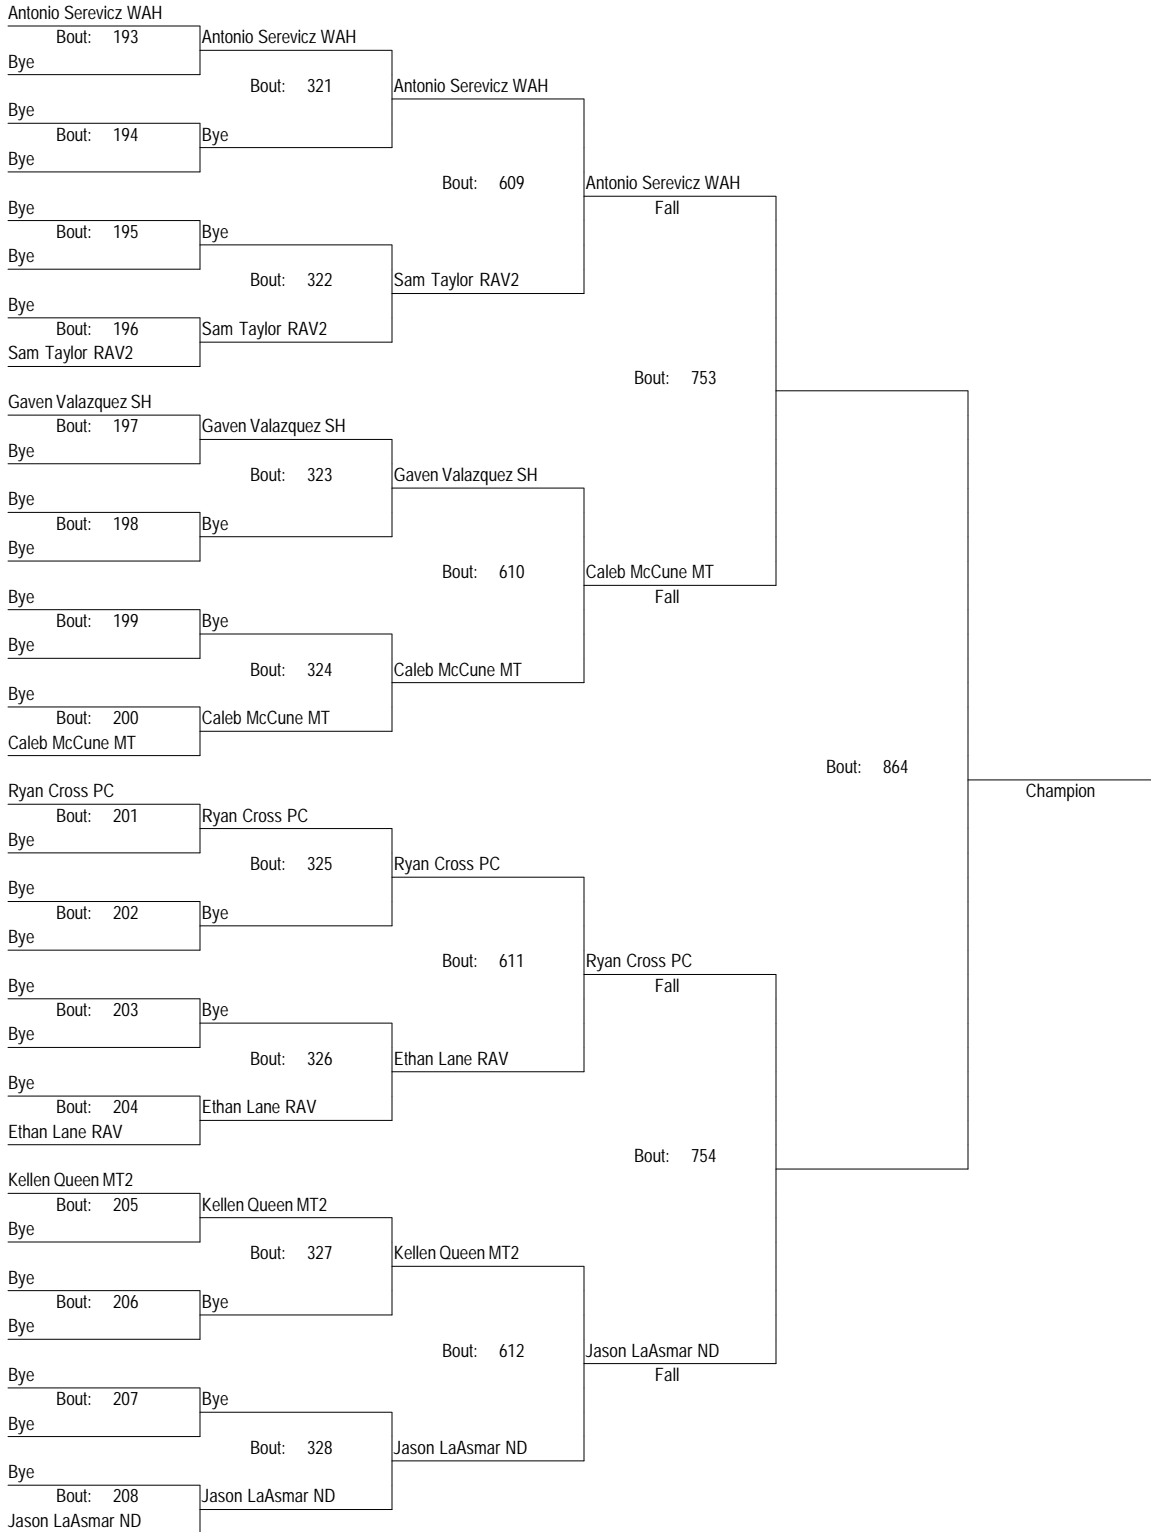 Antonio Serevicz WAH
Bout: 193
Antonio Serevicz WAH
Bye
Bout: 321
Antonio Serevicz WAH
Bye
Bout: 194
Bye
Bye
Bout: 609
Antonio Serevicz WAH
Fall
Bye
Bout: 195
Bye
Bye
Bout: 322
Sam Taylor RAV2
Bye
Bout: 196
Sam Taylor RAV2
Sam Taylor RAV2
Bout: 753
Gaven Valazquez SH
Bout: 197
Gaven Valazquez SH
Bye
Bout: 323
Gaven Valazquez SH
Bye
Bout: 198
Bye
Bye
Bout: 610
Caleb McCune MT
Fall
Bye
Bout: 199
Bye
Bye
Bout: 324
Caleb McCune MT
Bye
Bout: 200
Caleb McCune MT
Caleb McCune MT
Bout: 864
Champion
Ryan Cross PC
Bout: 201
Ryan Cross PC
Bye
Bout: 325
Ryan Cross PC
Bye
Bout: 202
Bye
Bye
Bout: 611
Ryan Cross PC
Fall
Bye
Bout: 203
Bye
Bye
Bout: 326
Ethan Lane RAV
Bye
Bout: 204
Ethan Lane RAV
Ethan Lane RAV
Bout: 754
Kellen Queen MT2
Bout: 205
Kellen Queen MT2
Bye
Bout: 327
Kellen Queen MT2
Bye
Bout: 206
Bye
Bye
Bout: 612
Jason LaAsmar ND
Fall
Bye
Bout: 207
Bye
Bye
Bout: 328
Jason LaAsmar ND
Bye
Bout: 208
Jason LaAsmar ND
Jason LaAsmar ND